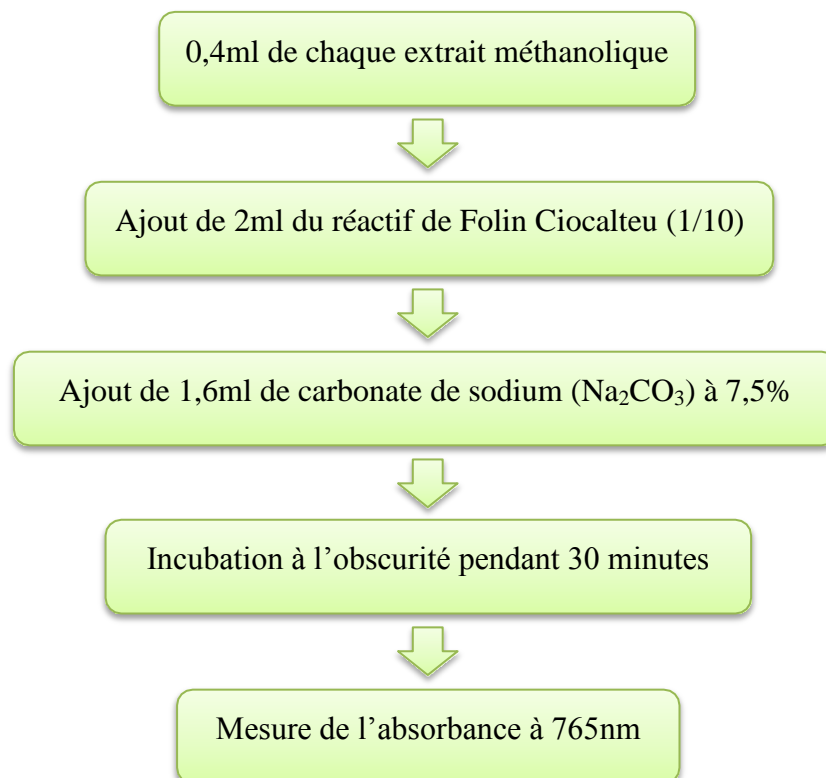 0,4ml de chaque extrait méthanolique
Ajout de 2ml du réactif de Folin Ciocalteu (1/10)
Ajout de 1,6ml de carbonate de sodium (Na₂CO₃) à 7,5%
Incubation à l’obscurité pendant 30 minutes
Mesure de l’absorbance à 765nm